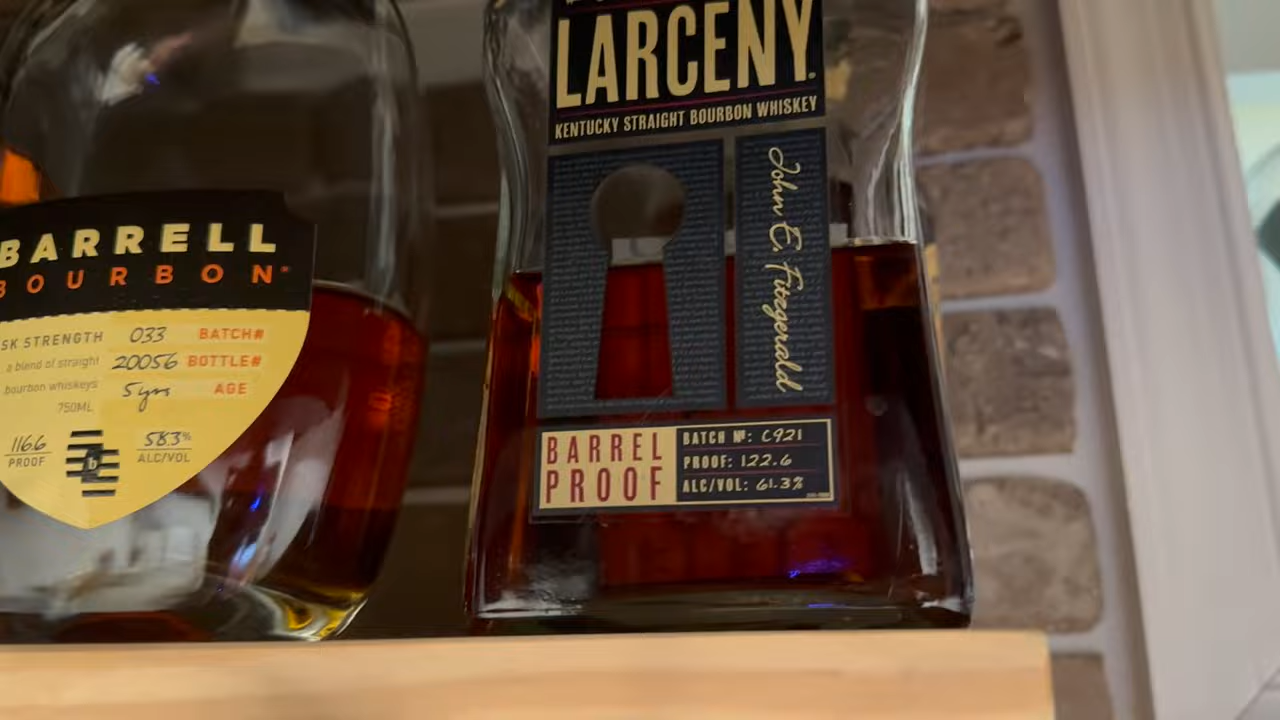 BARRELL
BOURBON
CASK STRENGTH 033 BATCH#
a blend of straight 20056 BOTTLE#
bourbon whiskeys 5 yrs AGE
750ML
116.6 PROOF
58.3% ALC/VOL
b
LARCENY
KENTUCKY STRAIGHT BOURBON WHISKEY
John E. Fitzgerald
BARREL PROOF
BATCH Nº: C921
PROOF: 122.6
ALC/VOL: 61.3%